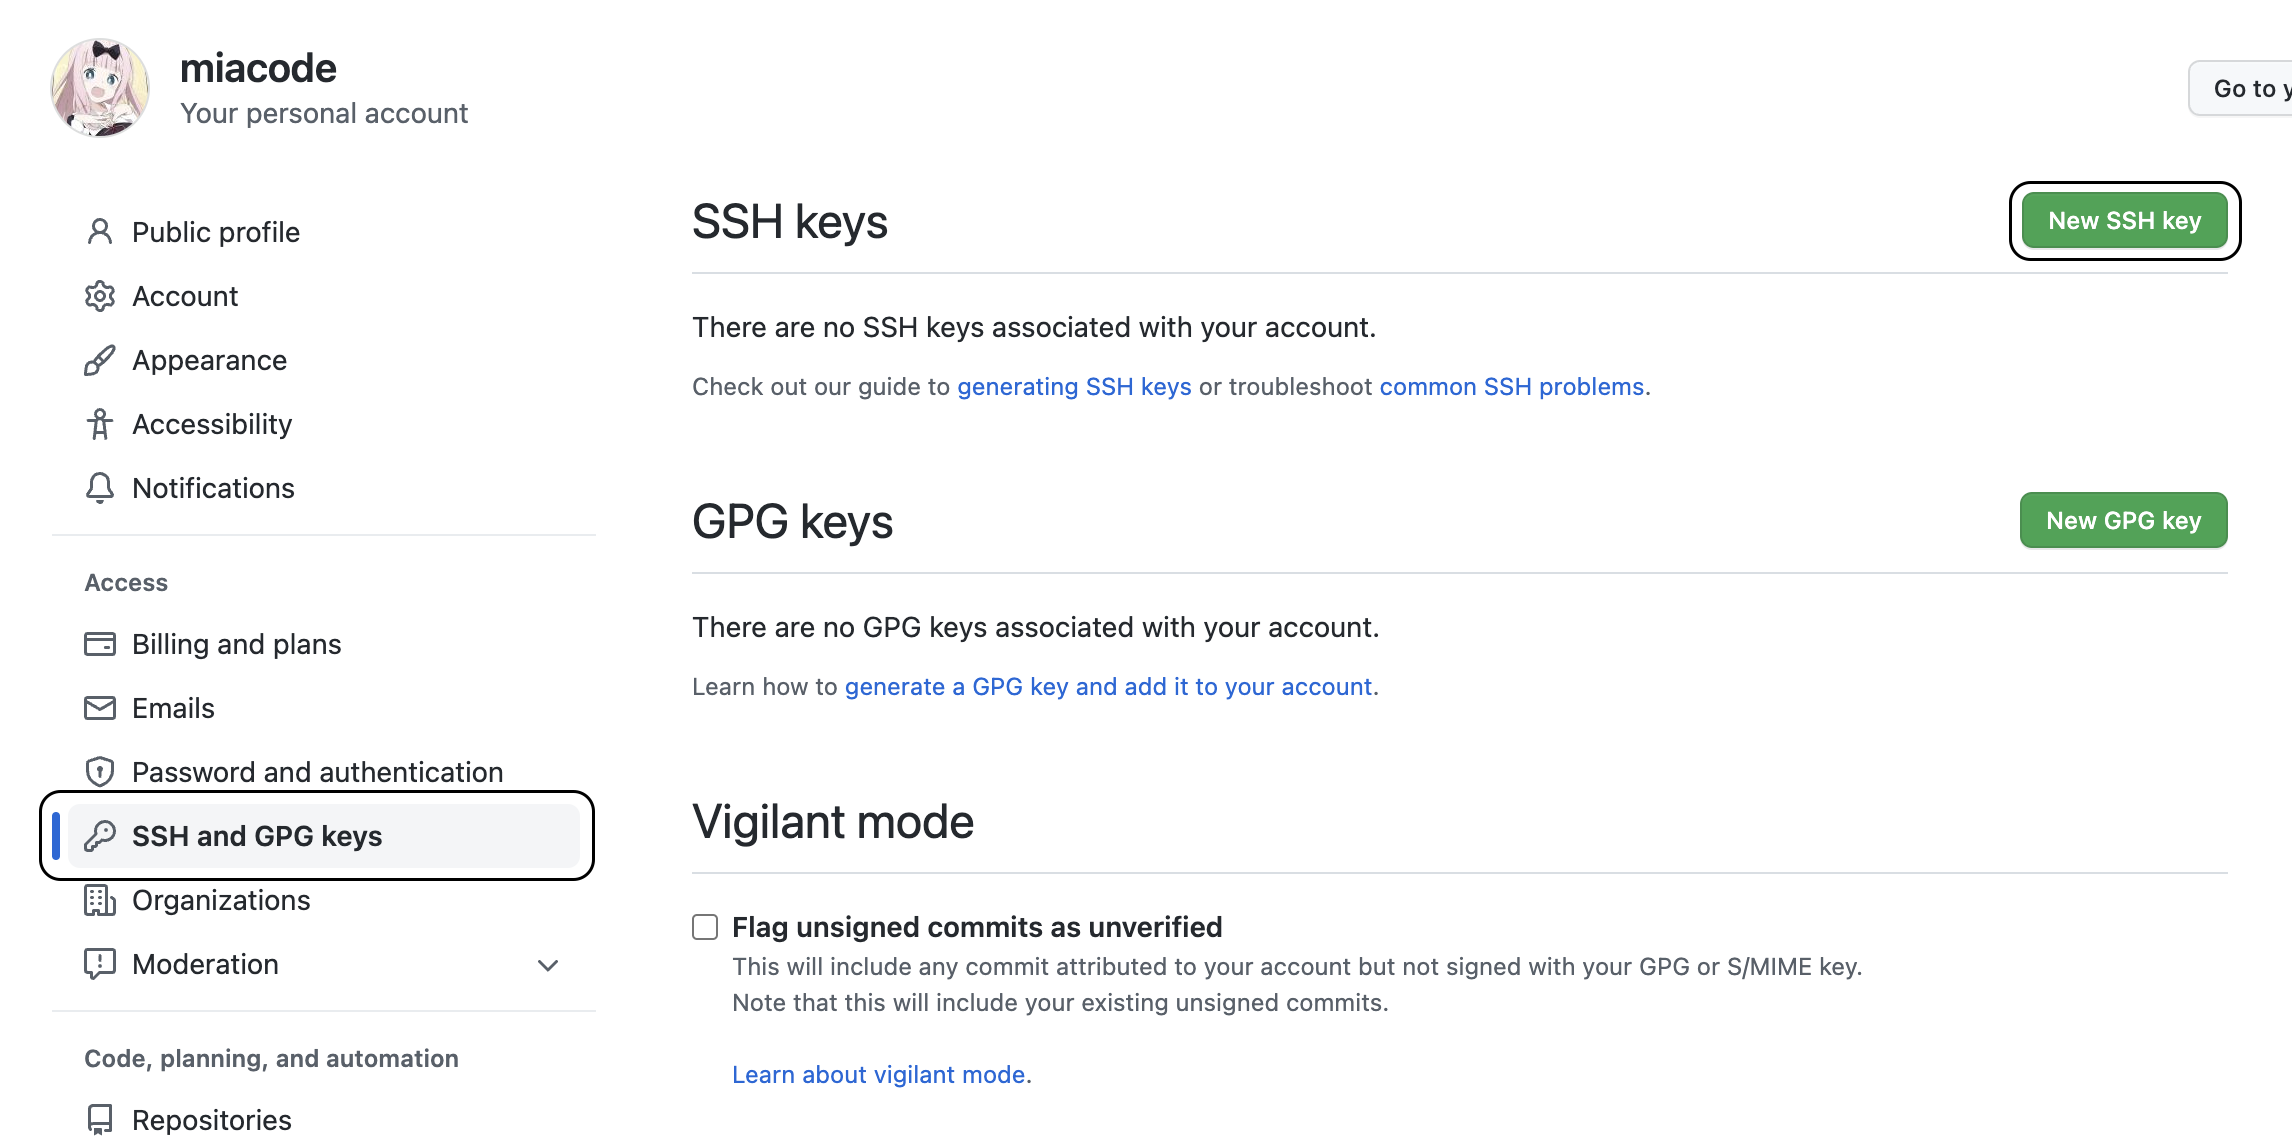 miacode
Your personal account
Go to y
Public profile
Account
Appearance
Accessibility
Notifications
Access
Billing and plans
Emails
Password and authentication
SSH and GPG keys
Organizations
Moderation
Code, planning, and automation
Repositories
SSH keys
New SSH key
There are no SSH keys associated with your account.
Check out our guide to generating SSH keys or troubleshoot common SSH problems.
GPG keys
New GPG key
There are no GPG keys associated with your account.
Learn how to generate a GPG key and add it to your account.
Vigilant mode
Flag unsigned commits as unverified
This will include any commit attributed to your account but not signed with your GPG or S/MIME key.
Note that this will include your existing unsigned commits.
Learn about vigilant mode.